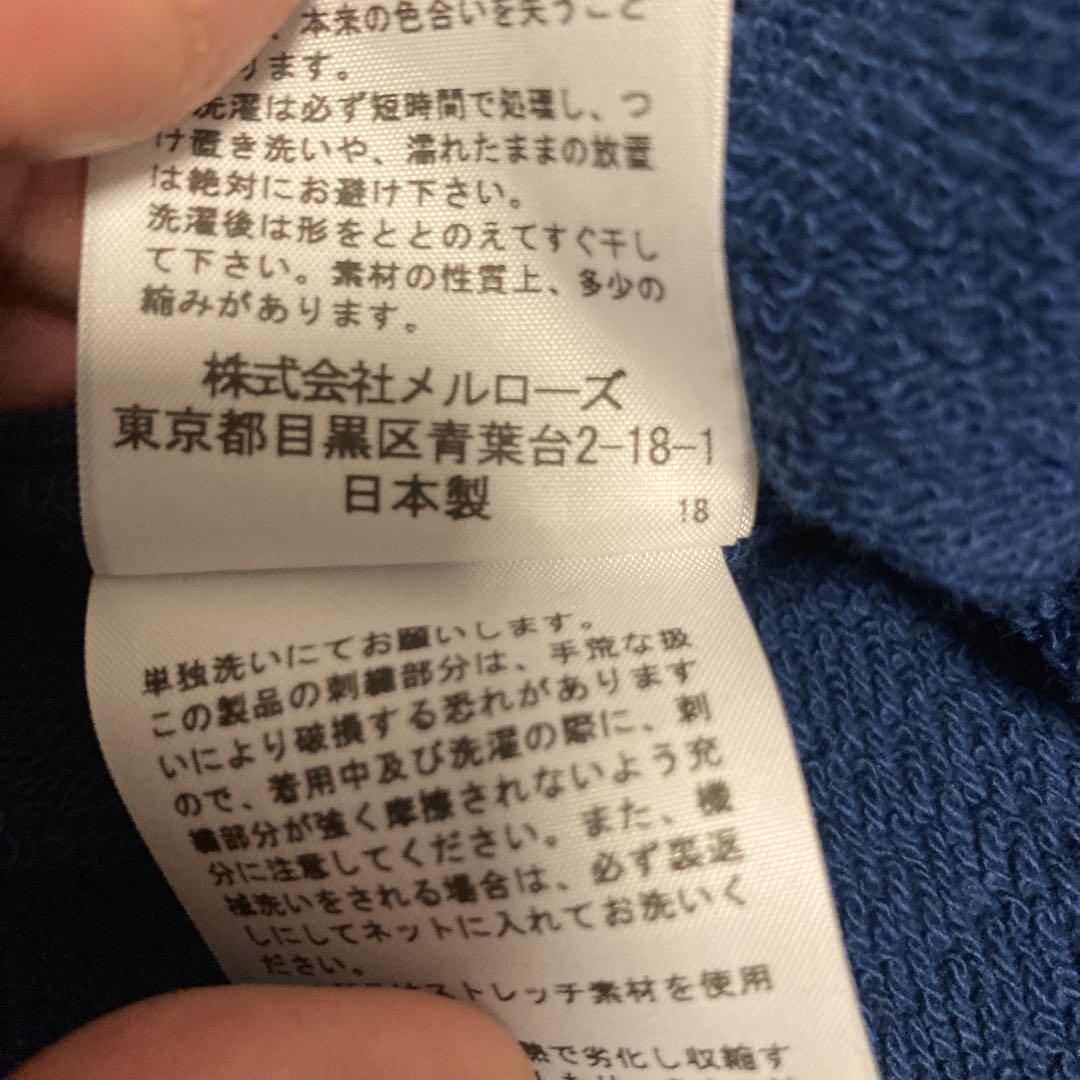 本来の色合いを失うこと
ります。
洗濯は必ず短時間で処理し、つ
け置き洗いや、濡れたままの放置
は絶対にお避け下さい。
洗濯後は形をととのえてすぐ干し
て下さい。素材の性質上、多少の
縮みがあります。
株式会社メルローズ
東京都目黒区青葉台2-18-1
日本製
18
単独洗いにてお願いします。
この製品の刺繍部分は、手荒な扱
いにより破損する恐れがあります
ので、着用中及び洗濯の際に、刺
繍部分が強く摩擦されないよう充
分に注意してください。また、機
械洗いをされる場合は、必ず裏返
しにしてネットに入れてお洗いく
ださい。
ストレッチ素材を使用
熱で劣化し収縮す